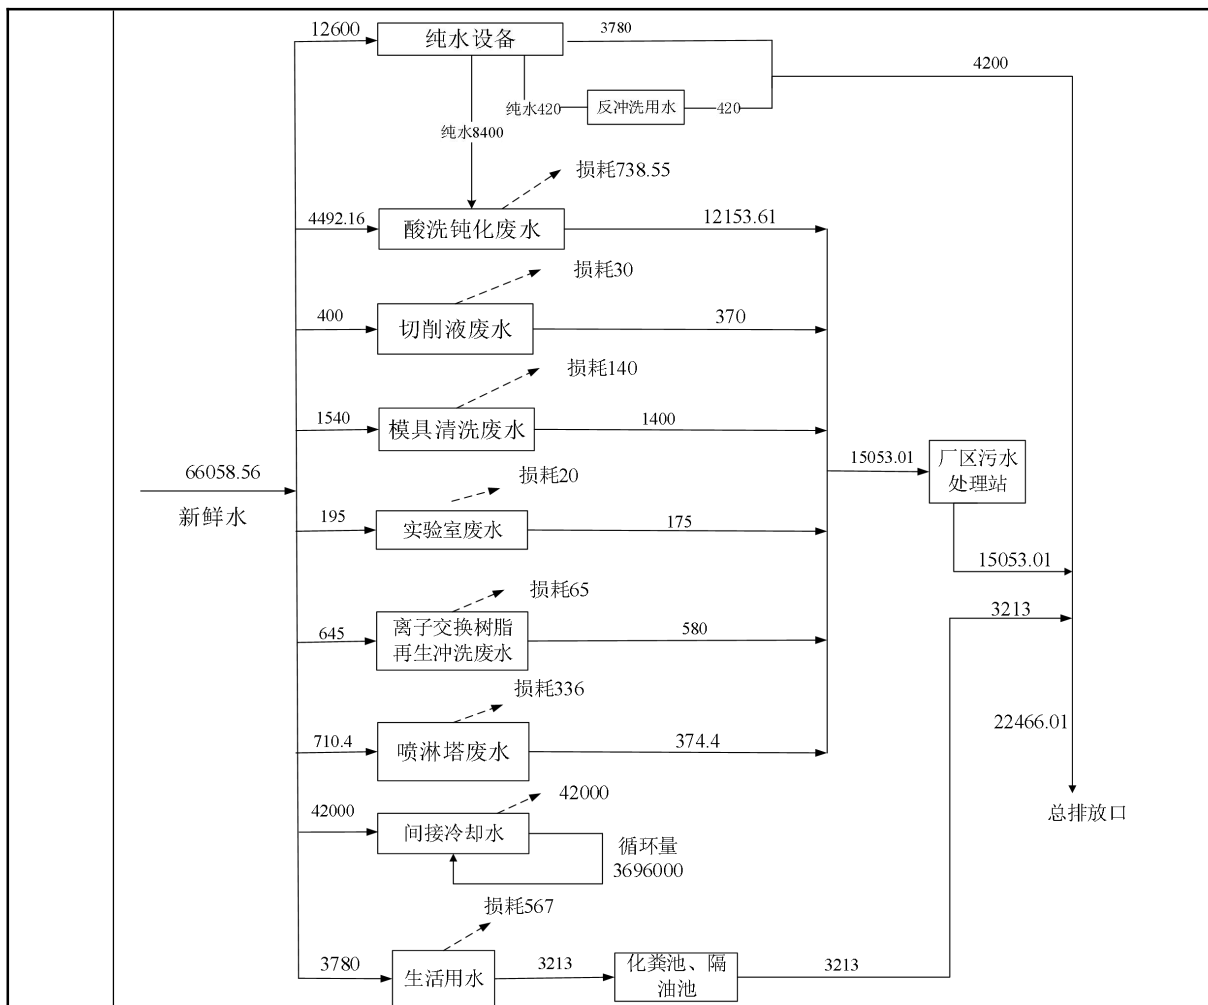 12600
纯水设备
3780
4200
纯水420
反冲洗用水
420
纯水8400
损耗738.55
4492.16
酸洗钝化废水
12153.61
损耗30
400
切削液废水
370
损耗140
1540
模具清洗废水
1400
66058.56
新鲜水
15053.01
厂区污水
处理站
损耗20
195
实验室废水
175
15053.01
损耗65
645
离子交换树脂
再生冲洗废水
580
3213
损耗336
710.4
喷淋塔废水
374.4
22466.01
42000
42000
间接冷却水
循环量
3696000
总排放口
损耗567
3780
生活用水
3213
化粪池、隔
油池
3213